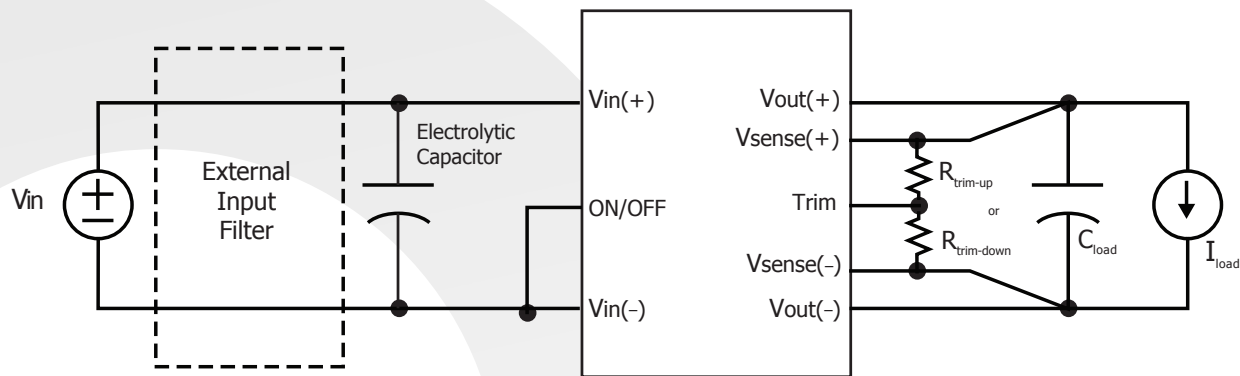 Vin
External
Input
Filter
Electrolytic
Capacitor
Vin(+)
ON/OFF
Vin(−)
Vout(+)
Vsense(+)
Trim
Vsense(−)
Vout(−)
Rtrim-up
or
Rtrim-down
Cload
Iload